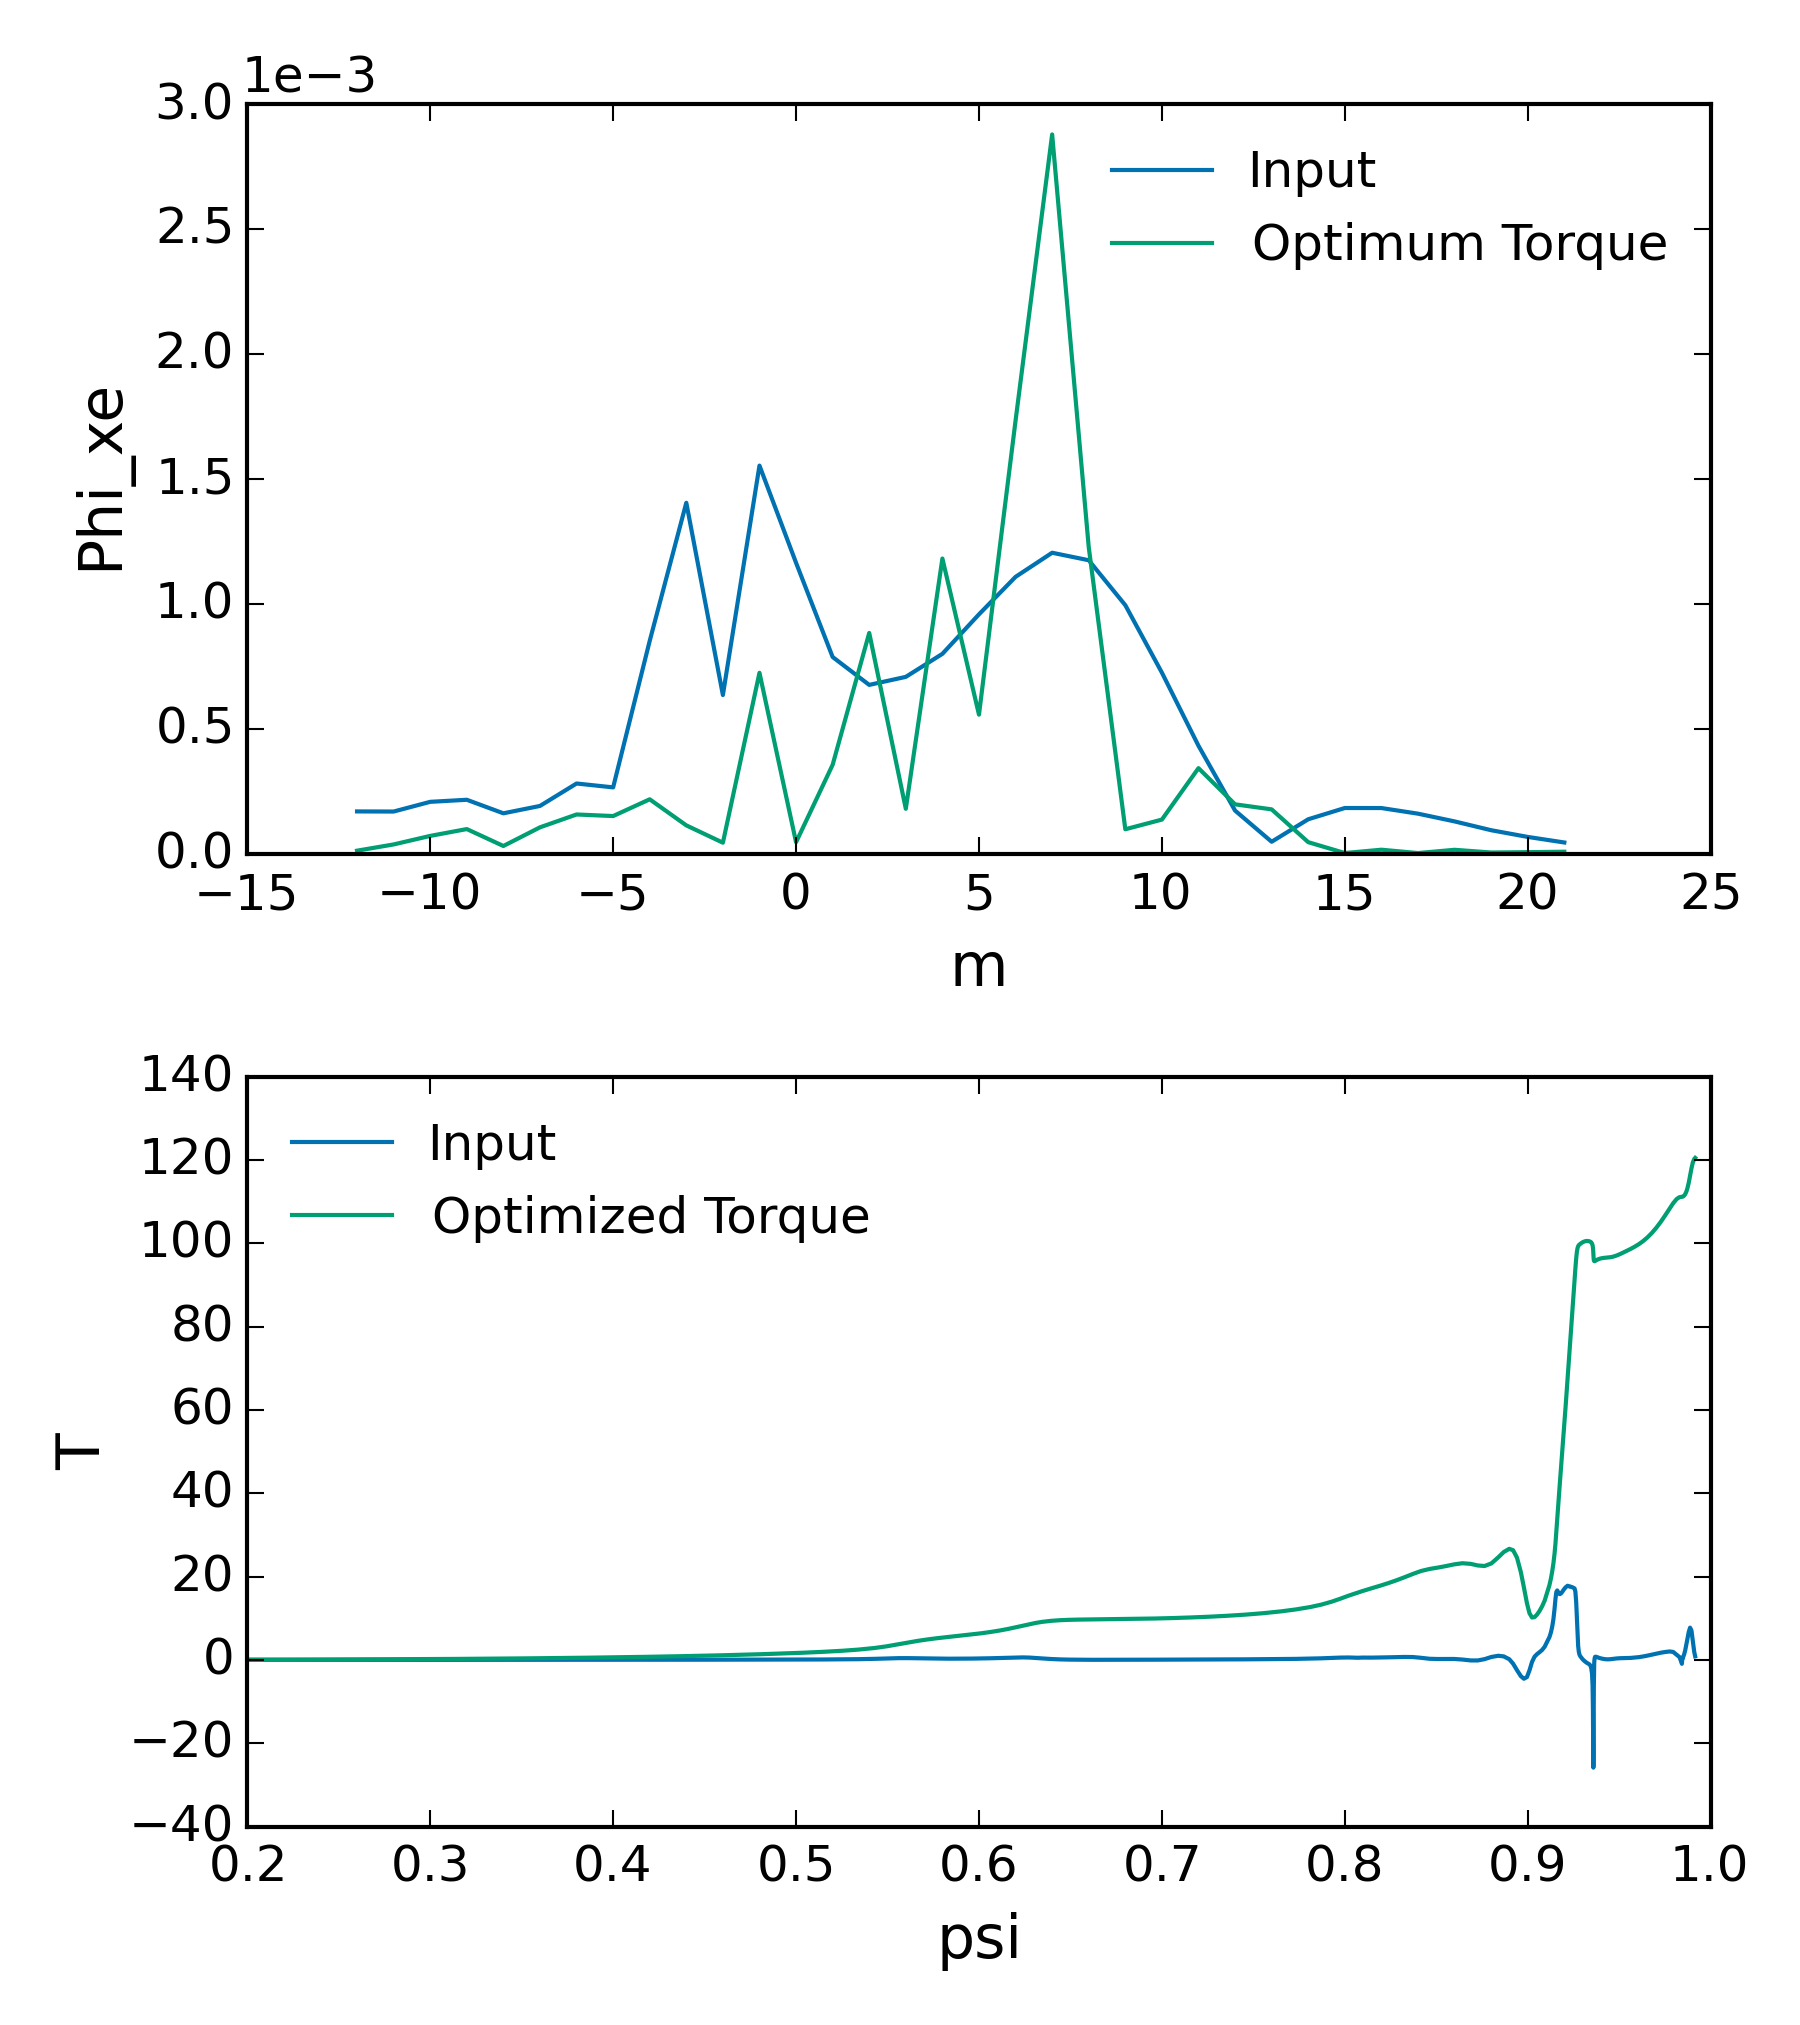 1e−3
3.0
2.5
2.0
1.5
1.0
0.5
0.0
Phi_xe
Input
Optimum Torque
−15 −10 −5 0 5 10 15 20 25
m
140
120
100
80
60
40
20
0
−20
−40
T
Input
Optimized Torque
0.2 0.3 0.4 0.5 0.6 0.7 0.8 0.9 1.0
psi